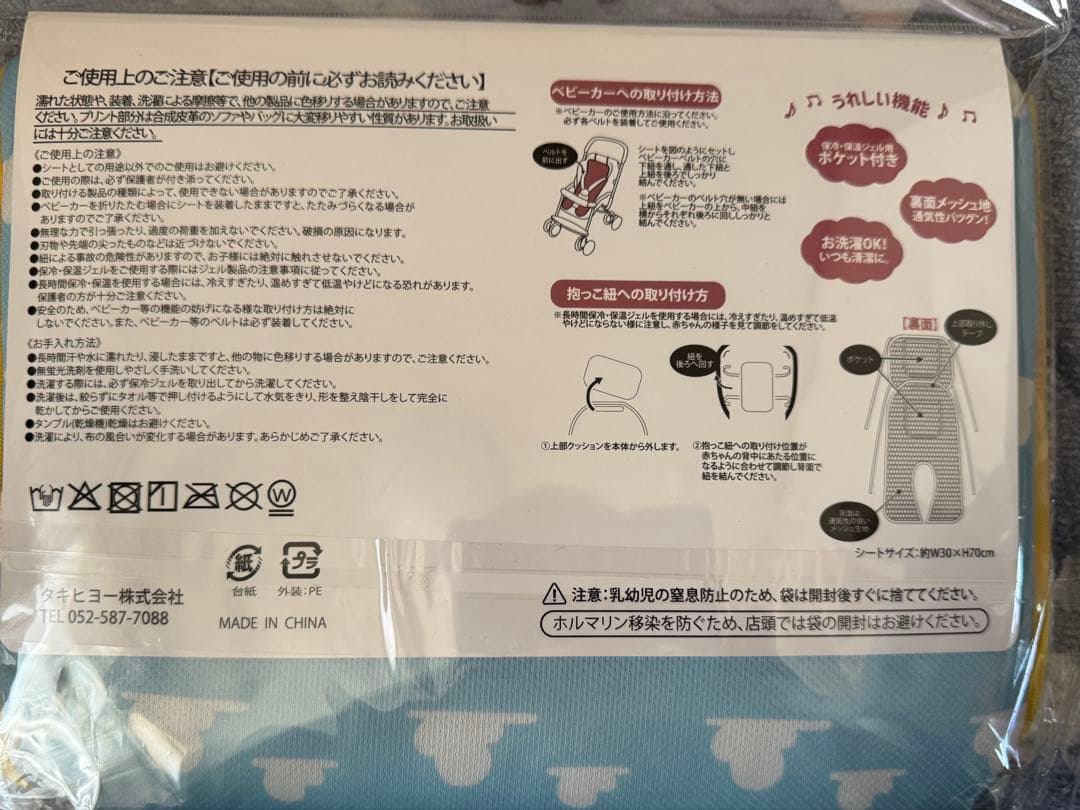 ご使用上のご注意【ご使用の前に必ずお読みください】
濡れた状態や、装着、洗濯による摩擦等で、他の製品に色移りする場合がありますので、ご注意
ください。プリント部分は合成皮革のソファやバッグに大変移りやすい性質があります。お取扱い
には十分ご注意ください。
《ご使用上の注意》
●シートとしての用途以外でのご使用はお避けください。
●ご使用の際は、必ず保護者が付き添ってください。
●取り付ける製品の種類によって、使用できない場合がありますのでご了承ください。
●ベビーカーを折りたたむ場合にシートを装着したままですと、たたみづらくなる場合が
ありますのでご了承ください。
●無理な力で引っ張ったり、過度の荷重を加えないでください。破損の原因になります。
●刃物や先端の尖ったものなどは近づけないでください。
●紐による事故の危険性がありますので、お子様には絶対に触れさせないでください。
●保冷・保温ジェルをご使用する際にはジェル製品の注意事項に従ってください。
●長時間保冷・保温を使用する場合には、冷えすぎたり、温めすぎて低温やけどになる恐れがあります。
保護者の方が十分ご注意ください。
●安全のため、ベビーカー等の機能の妨げになる様な取り付け方は絶対に
しないでください。また、ベビーカー等のベルトは必ず装着してください。
《お手入れ方法》
●長時間汗や水に濡れたり、浸したままですと、他の物に色移りする場合がありますので、ご注意ください。
●無蛍光洗剤を使用しやさしく手洗いしてください。
●洗濯する際には、必ず保冷ジェルを取り出してから洗濯してください。
●洗濯後は、絞らずにタオル等で押し付けるようにして水気をきり、形を整え陰干しをして完全に
乾かしてからご使用ください。
●タンブル(乾燥機)乾燥はお避けください。
●洗濯により、布の風合いが変化する場合があります。あらかじめご了承ください。
W
紙
台紙
プラ
外装:PE
タキヒヨー株式会社
TEL 052-587-7088
MADE IN CHINA
ベビーカーへの取り付け方法
※ベビーカーのご使用方法に沿ってください。
必ず各ベルトを装着してご使用ください。
ベルトを
前に出す
シートを図のようにセットし
ベビーカーベルトの穴に
下紐を通し、通した下紐と
上紐を後ろでしっかり
結んでください。
※ベビーカーのベルト穴が無い場合には
上紐をベビーカーの上から、中紐を
横からそれぞれ後ろに回ししっかりと
結んでください。
♪♫うれしい機能♪♫
保冷・保温ジェル用
ポケット付き
裏面メッシュ地
通気性バツグン!
お洗濯OK!
いつも清潔に。
抱っこ紐への取り付け方
※長時間保冷・保温ジェルを使用する場合には、冷えすぎたり、温めすぎて低温
やけどにならない様に注意し、赤ちゃんの様子を見て調節をしてください。
紐を
後ろへ回す
①上部クッションを本体から外します。
②抱っこ紐への取り付け位置が
赤ちゃんの背中にあたる位置に
なるように合わせて調節し背面で
紐を結んでください。
【裏面】
上部取り外し
テープ
ポケット
背面は
通気性の良い
メッシュ生地
シートサイズ:約W30×H70cm
注意:乳幼児の窒息防止のため、袋は開封後すぐに捨ててください。
ホルマリン移染を防ぐため、店頭では袋の開封はお避けください。